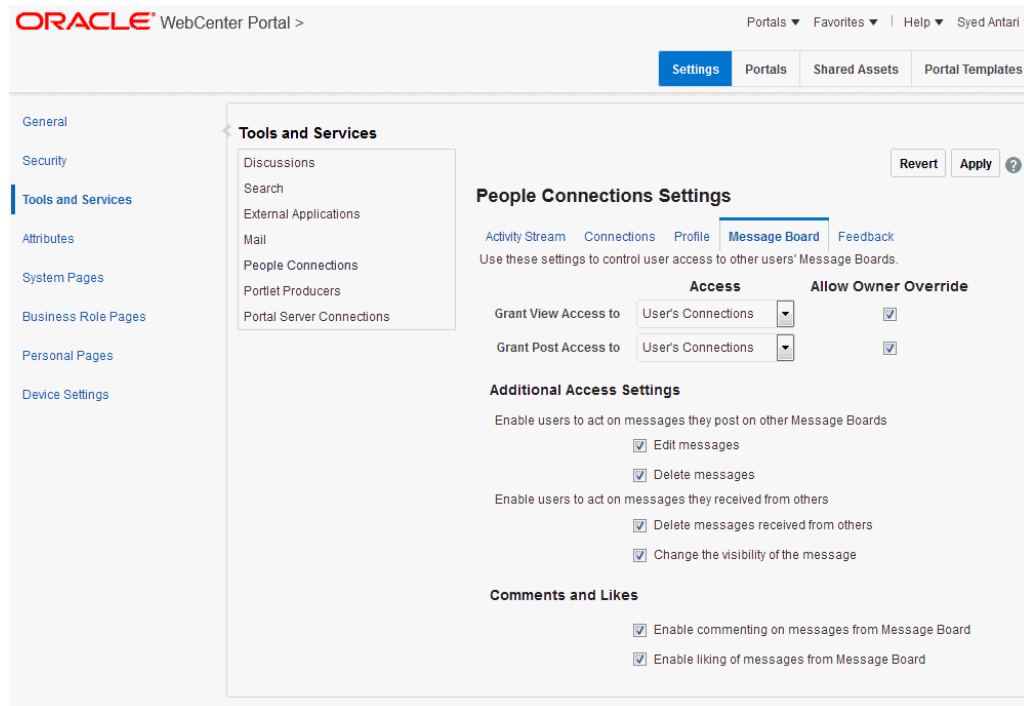 ORACLE WebCenter Portal >
Portals Favorites Help Syed Antari
Settings Portals Shared Assets Portal Templates
General
Security
Tools and Services
Attributes
System Pages
Business Role Pages
Personal Pages
Device Settings
Tools and Services
Discussions
Search
External Applications
Mail
People Connections
Portlet Producers
Portal Server Connections
Revert Apply ?
People Connections Settings
Activity Stream Connections Profile Message Board Feedback
Use these settings to control user access to other users' Message Boards.
Access Allow Owner Override
Grant View Access to User's Connections
Grant Post Access to User's Connections
Additional Access Settings
Enable users to act on messages they post on other Message Boards
Edit messages
Delete messages
Enable users to act on messages they received from others
Delete messages received from others
Change the visibility of the message
Comments and Likes
Enable commenting on messages from Message Board
Enable liking of messages from Message Board